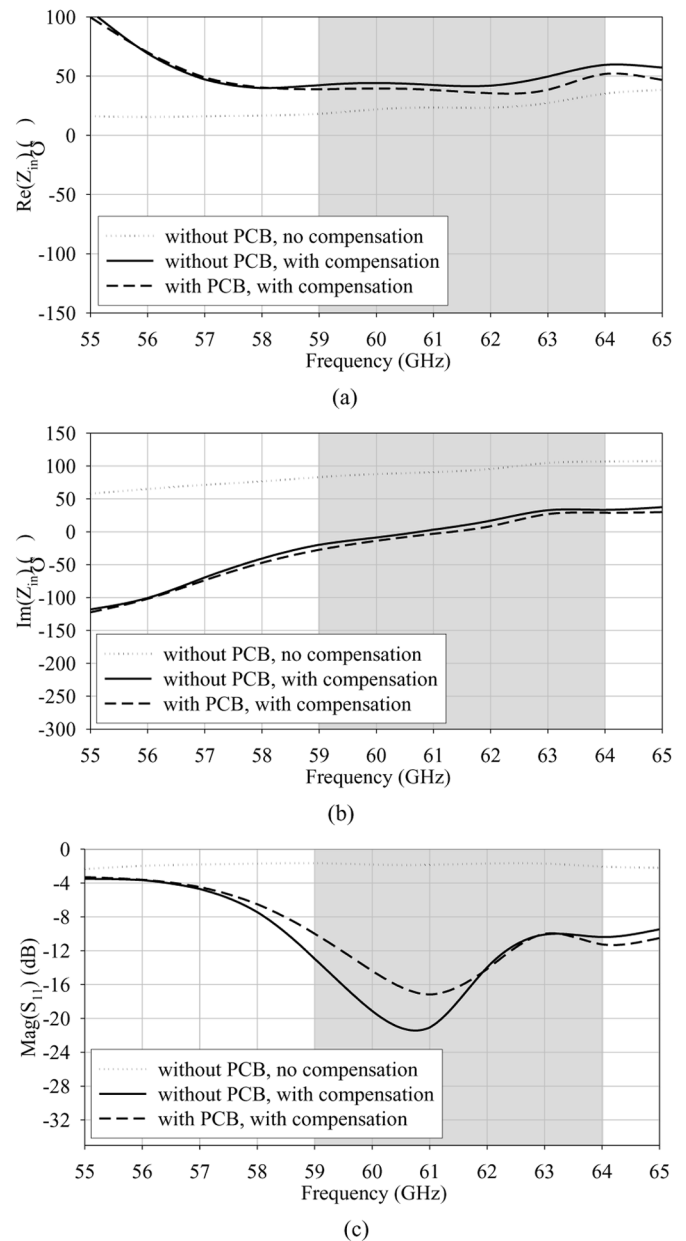 100
50
0
-50
-100
-150
Re(Z_in) (Ω)
without PCB, no compensation
without PCB, with compensation
with PCB, with compensation
55 56 57 58 59 60 61 62 63 64 65
Frequency (GHz)
(a)
150
100
50
0
-50
-100
-150
-200
-250
-300
Im(Z_in) (Ω)
without PCB, no compensation
without PCB, with compensation
with PCB, with compensation
55 56 57 58 59 60 61 62 63 64 65
Frequency (GHz)
(b)
0
-4
-8
-12
-16
-20
-24
-28
-32
Mag(S_11) (dB)
without PCB, no compensation
without PCB, with compensation
with PCB, with compensation
55 56 57 58 59 60 61 62 63 64 65
Frequency (GHz)
(c)